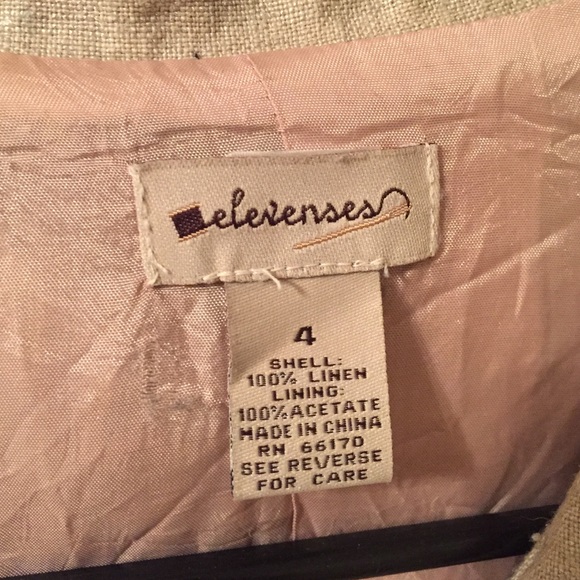 elevenses
4
SHELL:
100% LINEN
LINING:
100% ACETATE
MADE IN CHINA
RN 66170
SEE REVERSE
FOR CARE